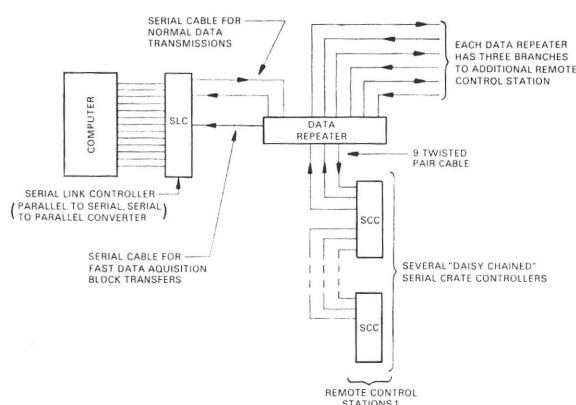 SERIAL CABLE FOR
NORMAL DATA
TRANSMISSIONS
EACH DATA REPEATER
HAS THREE BRANCHES
TO ADDITIONAL REMOTE
CONTROL STATION
COMPUTER
SLC
DATA
REPEATER
9 TWISTED
PAIR CABLE
SERIAL LINK CONTROLLER
(PARALLEL TO SERIAL, SERIAL
TO PARALLEL CONVERTER)
SCC
SERIAL CABLE FOR
FAST DATA AQUISITION
BLOCK TRANSFERS
SEVERAL "DAISY CHAINED"
SERIAL CRATE CONTROLLERS
SCC
REMOTE CONTROL
STATIONS 1